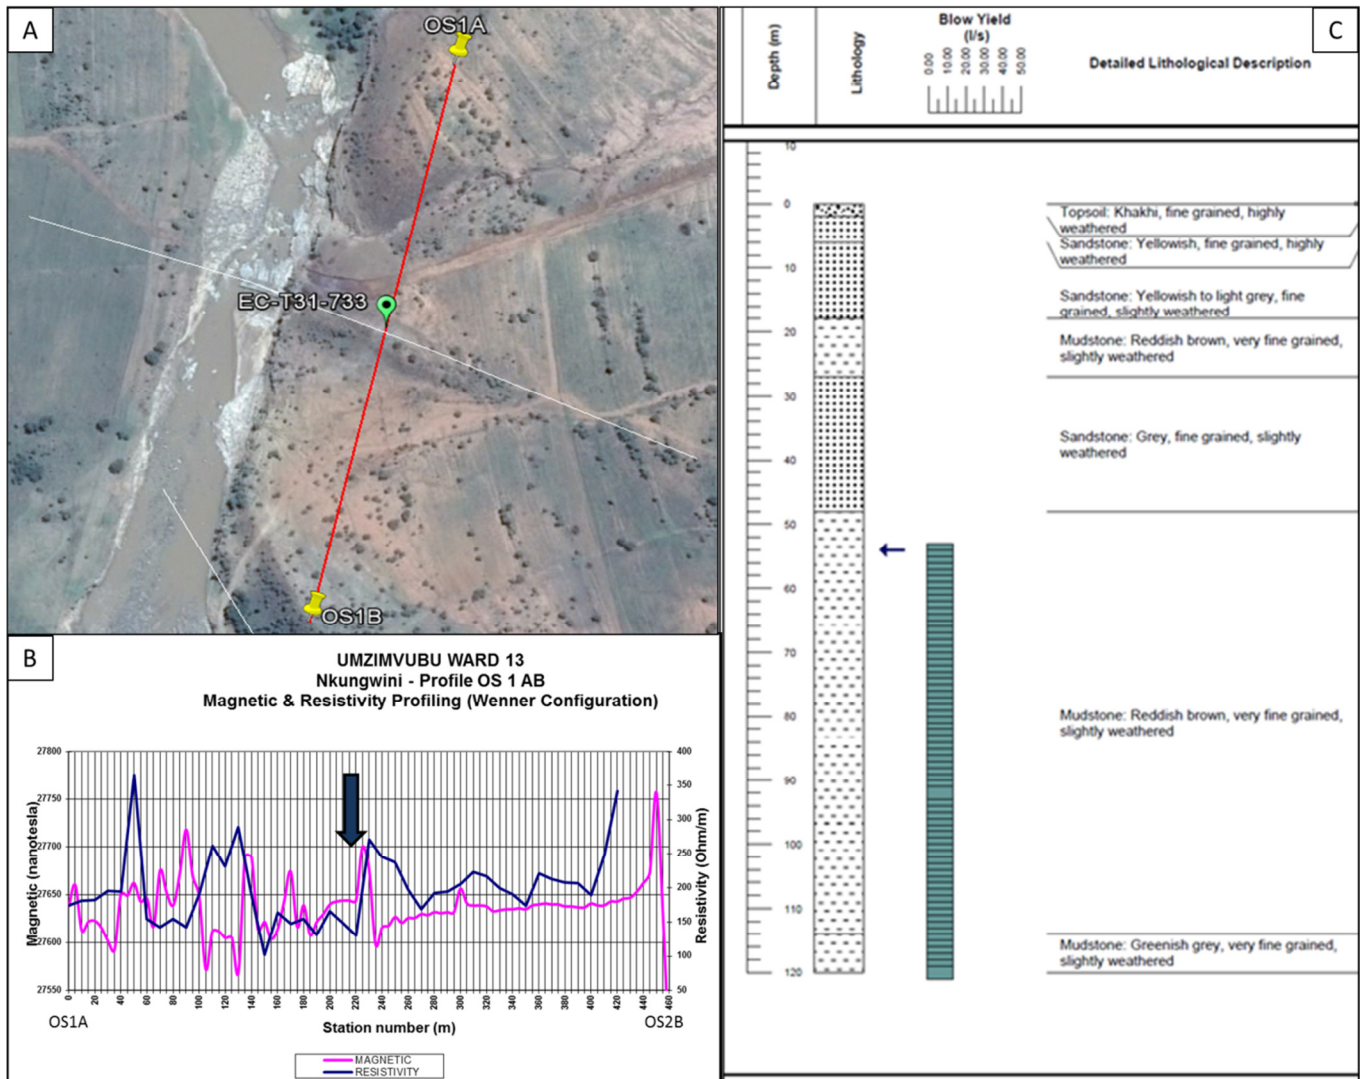 A
OS1A
EC-T31-733
OS1B
B
UMZIMVUBU WARD 13
Nkungwini - Profile OS 1 AB
Magnetic & Resistivity Profiling (Wenner Configuration)
Magnetic (nanotesla)
27800
27750
27700
27650
27600
27550
400
350
300
250
200
150
100
50
Resistivity (Ohm/m)
0 20 40 60 80 100 120 140 160 180 200 220 240 260 280 300 320 340 360 380 400 420 440 460
OS1A
Station number (m)
OS2B
MAGNETIC
RESISTIVITY
C
Depth (m)
Lithology
Blow Yield
(l/s)
0.00 10.00 20.00 30.00 40.00 50.00
Detailed Lithological Description
10
0
10
20
30
40
50
60
70
80
90
100
110
120
Topsoil: Khakhi, fine grained, highly
weathered
Sandstone: Yellowish, fine grained, highly
weathered
Sandstone: Yellowish to light grey, fine
grained, slightly weathered
Mudstone: Reddish brown, very fine grained,
slightly weathered
Sandstone: Grey, fine grained, slightly
weathered
Mudstone: Reddish brown, very fine grained,
slightly weathered
Mudstone: Greenish grey, very fine grained,
slightly weathered